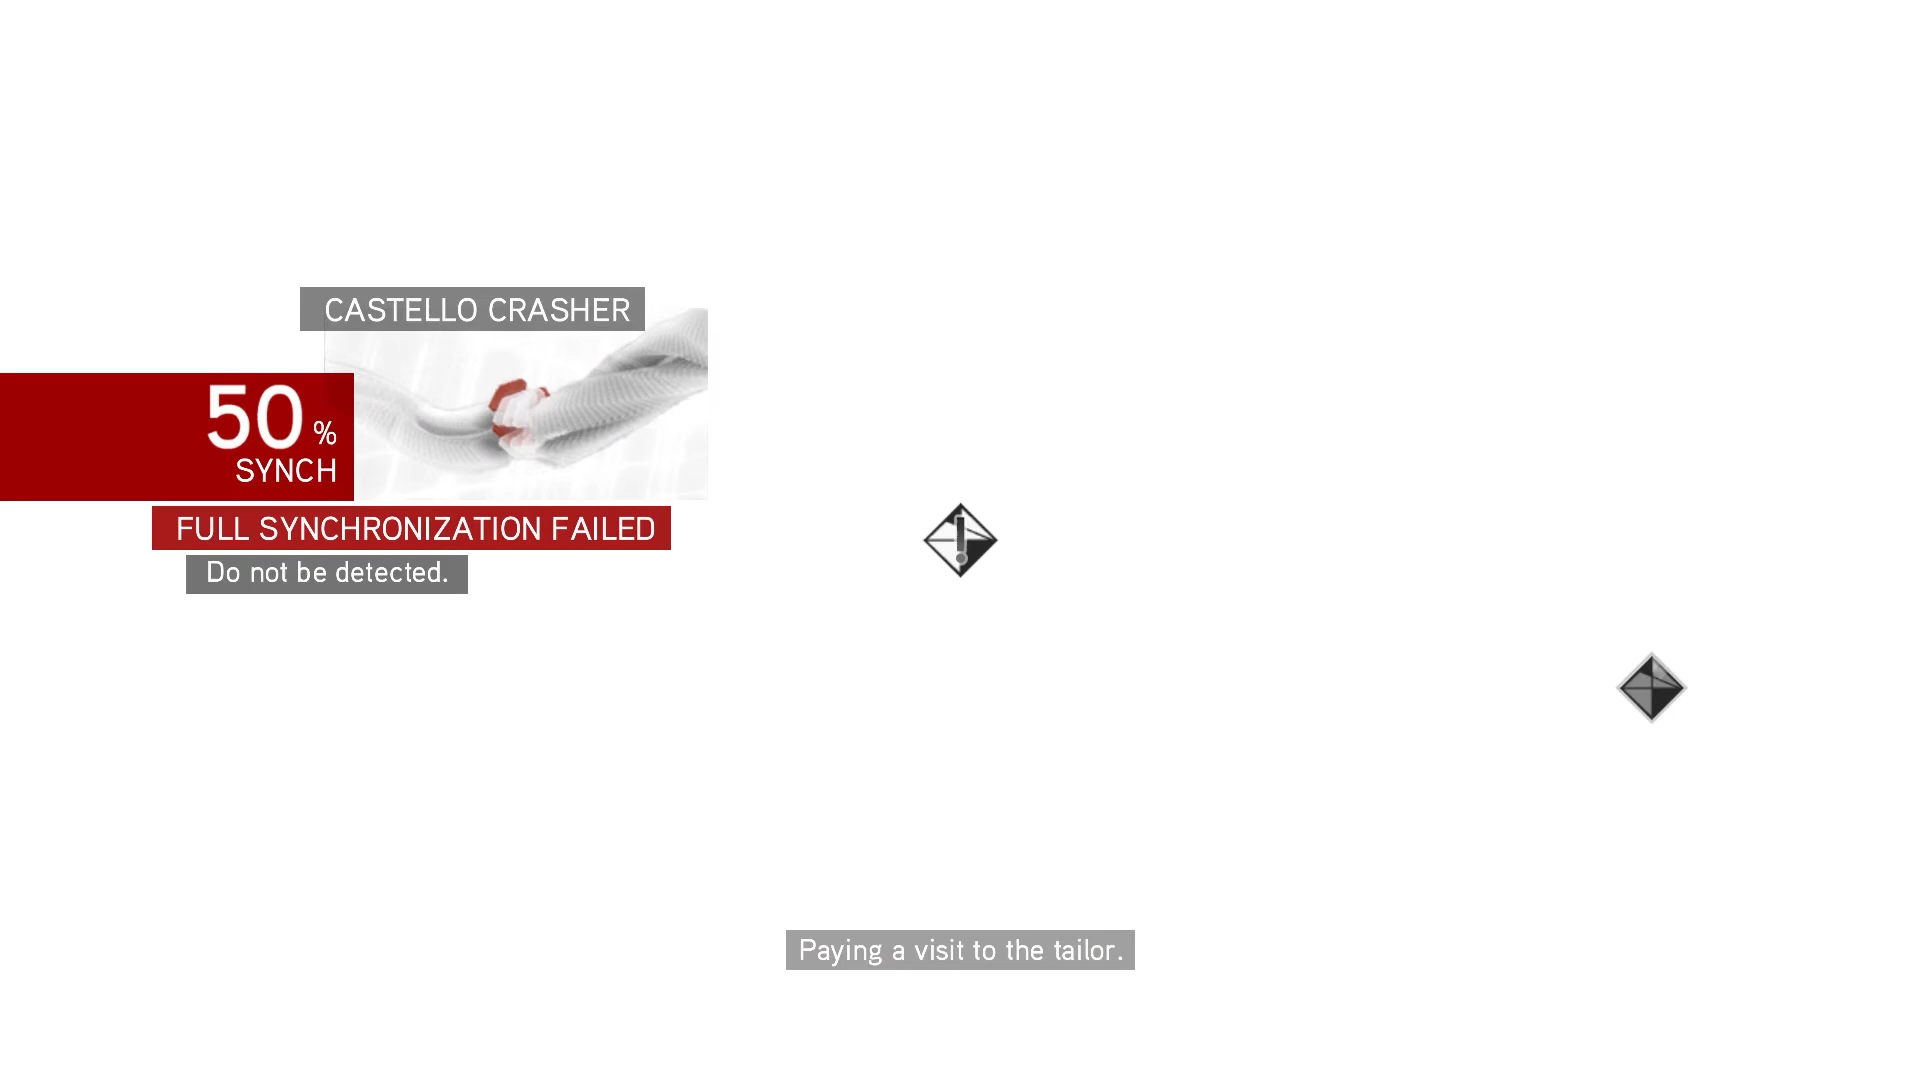 CASTELLO CRASHER
50 %
SYNCH
FULL SYNCHRONIZATION FAILED
Do not be detected.
Paying a visit to the tailor.